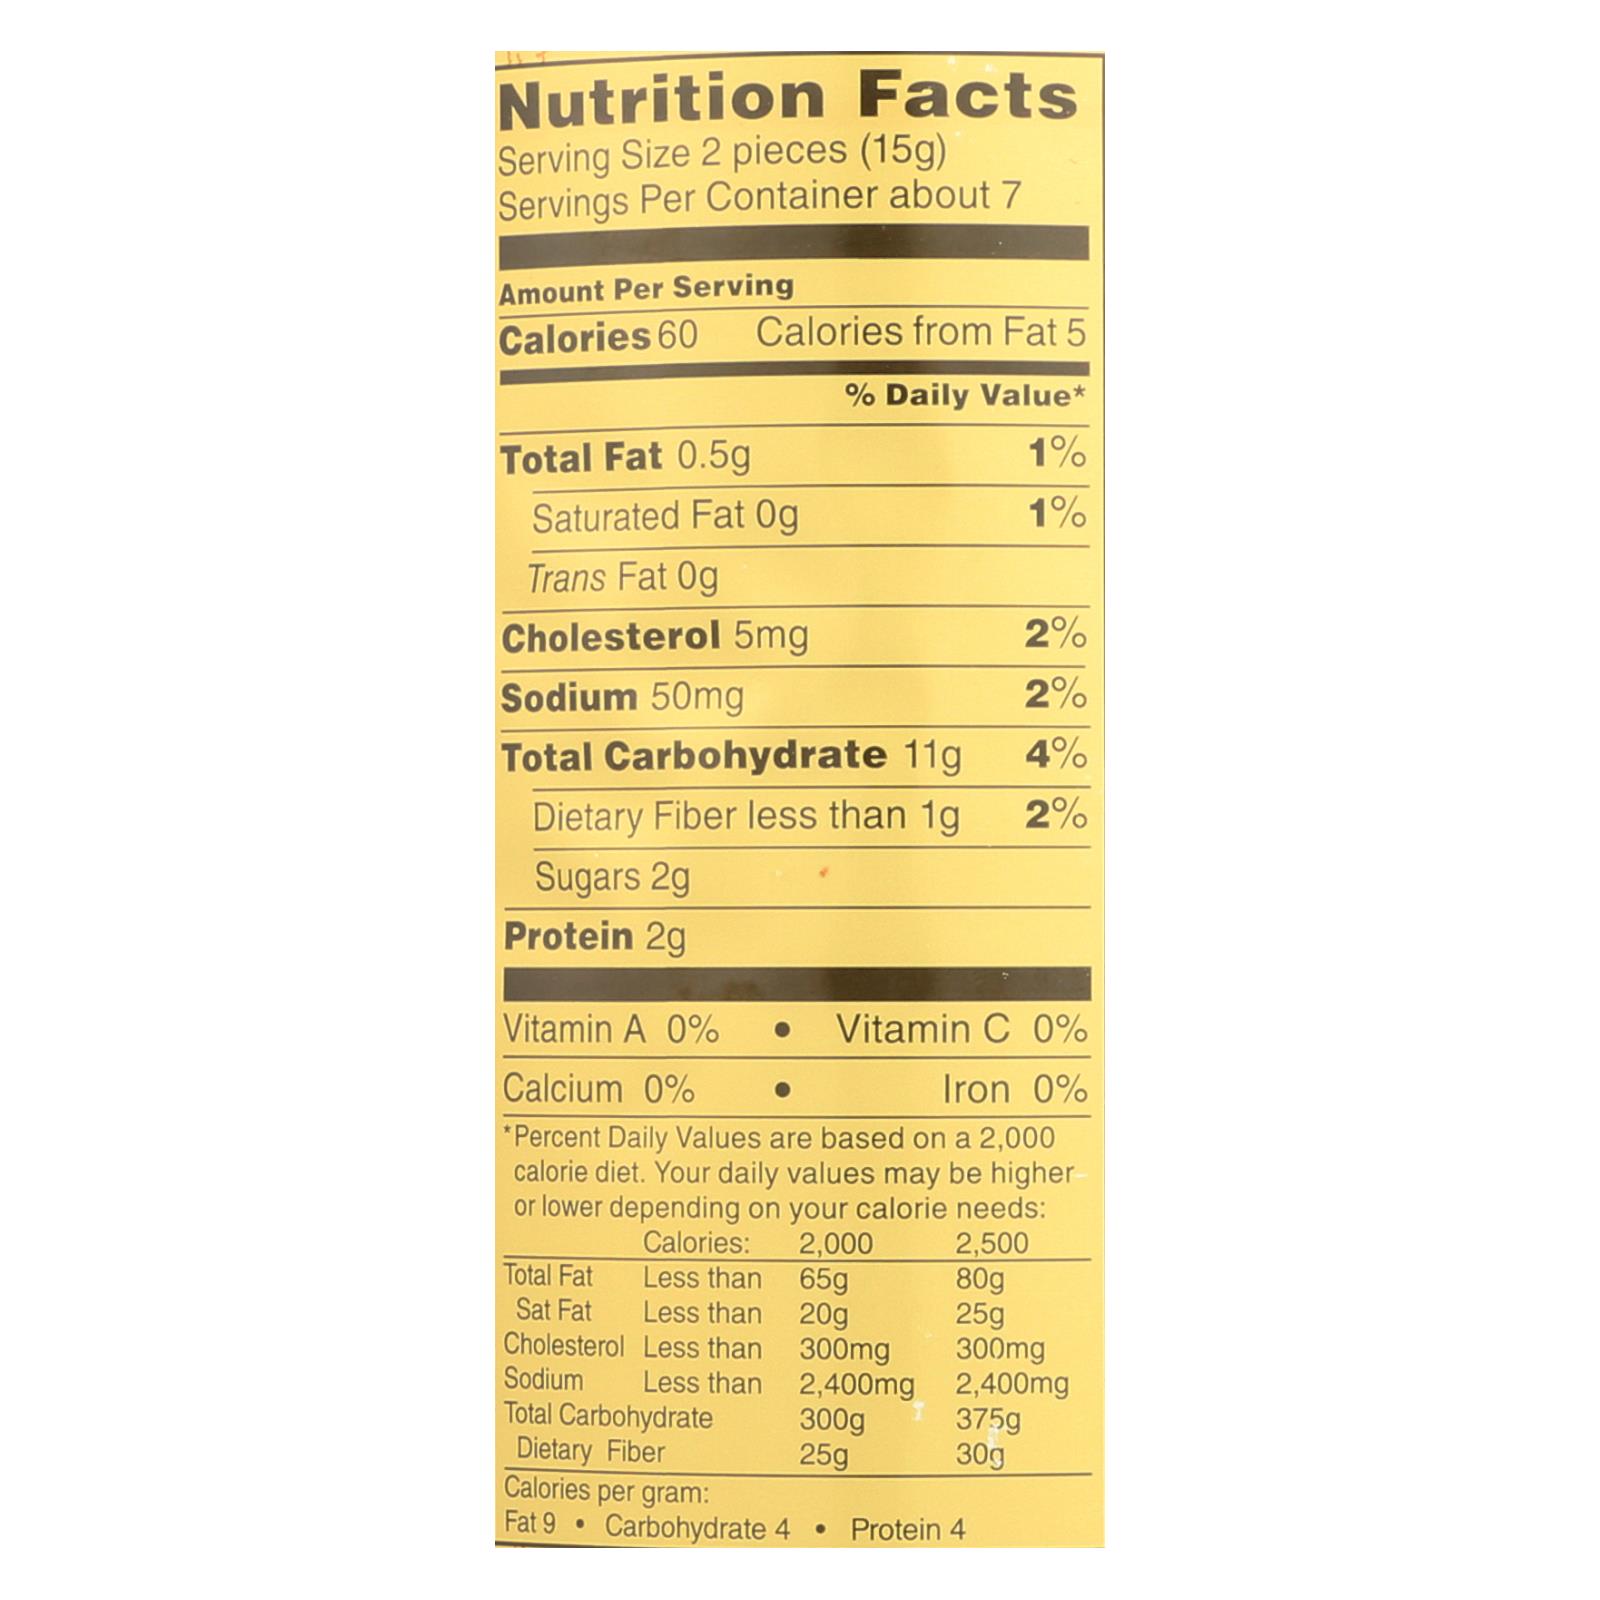 Nutrition Facts
Serving Size 2 pieces (15g)
Servings Per Container about 7
Amount Per Serving
Calories 60 Calories from Fat 5
% Daily Value*
Total Fat 0.5g 1%
Saturated Fat 0g 1%
Trans Fat 0g
Cholesterol 5mg 2%
Sodium 50mg 2%
Total Carbohydrate 11g 4%
Dietary Fiber less than 1g 2%
Sugars 2g
Protein 2g
Vitamin A 0% • Vitamin C 0%
Calcium 0% • Iron 0%
*Percent Daily Values are based on a 2,000
calorie diet. Your daily values may be higher
or lower depending on your calorie needs:
Calories: 2,000 2,500
Total Fat Less than 65g 80g
Sat Fat Less than 20g 25g
Cholesterol Less than 300mg 300mg
Sodium Less than 2,400mg 2,400mg
Total Carbohydrate 300g 375g
Dietary Fiber 25g 30g
Calories per gram:
Fat 9 • Carbohydrate 4 • Protein 4